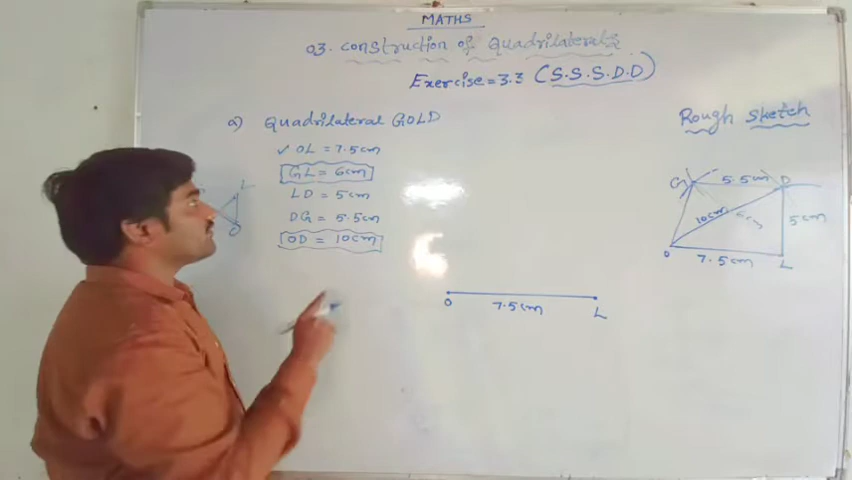 MATHS
03. construction of Quadrilaterals
Exercise = 3.3 (S.S.S.D.D)
a) Quadrilateral GOLD
✓ OL = 7.5cm
GL = 6cm
LD = 5cm
DG = 5.5cm
OD = 10cm
L
O
O 7.5cm L
Rough Sketch
G 5.5cm D
10cm 6cm 5cm
O 7.5cm L